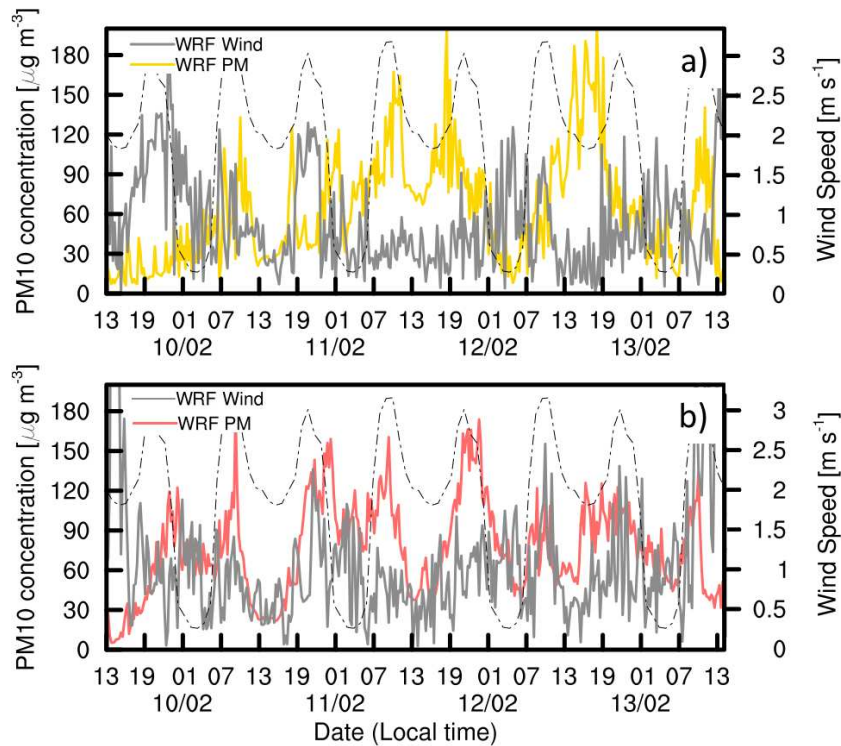 PM10 concentration [μg m⁻³]
180
150
120
90
60
30
0
WRF Wind
WRF PM
a)
3
2.5
2
1.5
1
0.5
0
Wind Speed [m s⁻¹]
13 19 01 07 13 19 01 07 13 19 01 07 13 19 01 07 13
10/02 11/02 12/02 13/02
PM10 concentration [μg m⁻³]
180
150
120
90
60
30
0
WRF Wind
WRF PM
b)
3
2.5
2
1.5
1
0.5
0
Wind Speed [m s⁻¹]
13 19 01 07 13 19 01 07 13 19 01 07 13 19 01 07 13
10/02 11/02 12/02 13/02
Date (Local time)